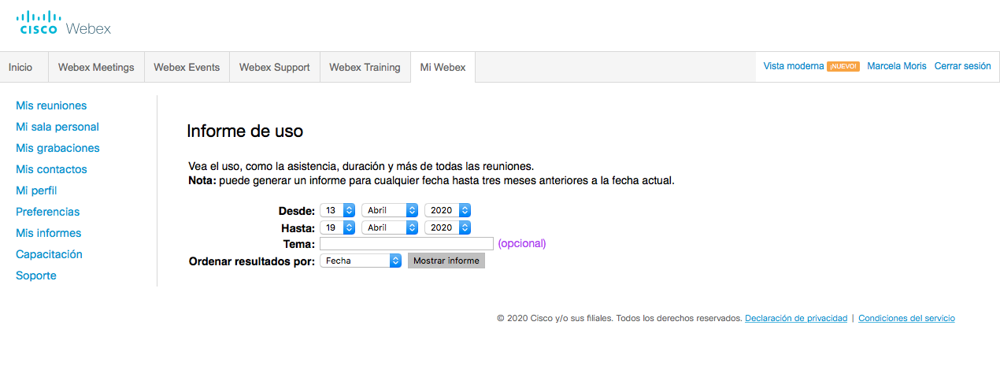 CISCO Webex
Inicio Webex Meetings Webex Events Webex Support Webex Training Mi Webex Vista moderna ¡NUEVO! Marcela Moris Cerrar sesión
Mis reuniones
Mi sala personal
Mis grabaciones
Mis contactos
Mi perfil
Preferencias
Mis informes
Capacitación
Soporte
Informe de uso
Vea el uso, como la asistencia, duración y más de todas las reuniones.
Nota: puede generar un informe para cualquier fecha hasta tres meses anteriores a la fecha actual.
Desde: 13 Abril 2020
Hasta: 19 Abril 2020
Tema: (opcional)
Ordenar resultados por: Fecha Mostrar informe
© 2020 Cisco y/o sus filiales. Todos los derechos reservados. Declaración de privacidad | Condiciones del servicio